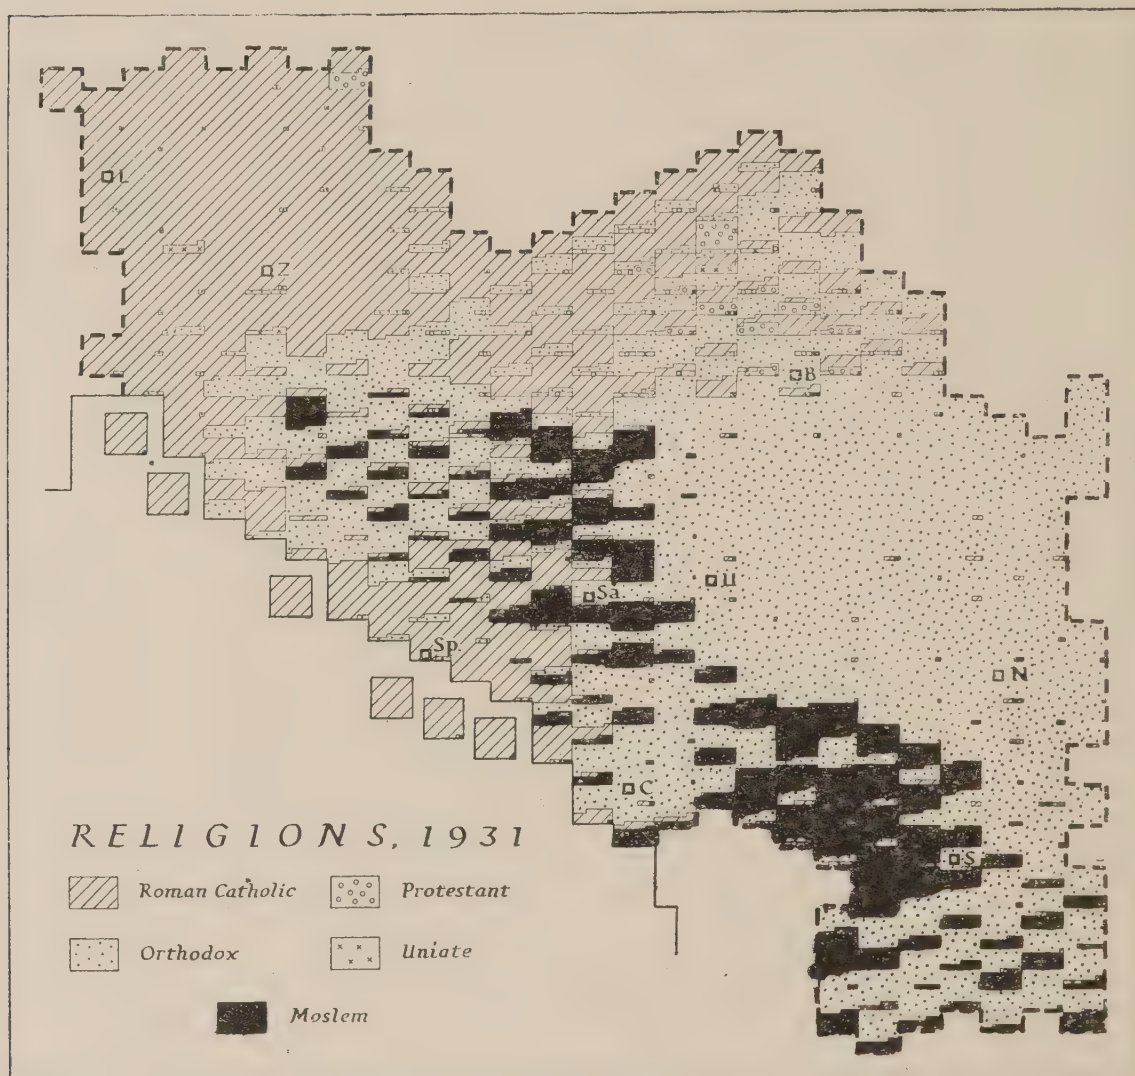 L
Z
B
U
Sa
Sp.
N
C
S
RELIGIONS, 1931
Roman Catholic
Protestant
Orthodox
Uniate
Moslem